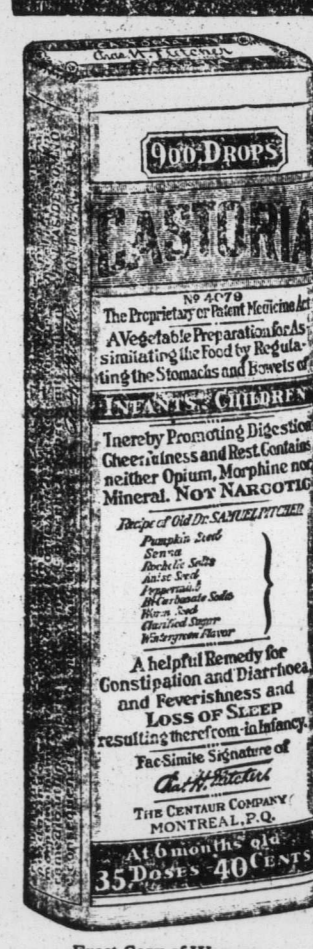 Chas. H. Fletcher
900 DROPS
CASTORIA
Nº 4079
The Proprietary or Patent Medicine Act
A Vegetable Preparation for As
similating the Food by Regula-
ting the Stomachs and Bowels of
INFANTS & CHILDREN
Thereby Promoting Digestion
Cheerfulness and Rest. Contains
neither Opium, Morphine nor
Mineral. NOT NARCOTIC
Recipe of Old Dr. SAMUEL PITCHER
Pumpkin Seed
Senna
Rochelle Salts
Anise Seed
Peppermint
Bi-Carbonate Soda
Worm Seed
Clarified Sugar
Wintergreen Flavor
A helpful Remedy for
Constipation and Diarrhoea
and Feverishness and
LOSS OF SLEEP
resulting therefrom in Infancy.
Fac-Simile Signature of
Chas. H. Fletcher
THE CENTAUR COMPANY
MONTREAL, P.Q.
At 6 months old
35 DOSES - 40 CENTS